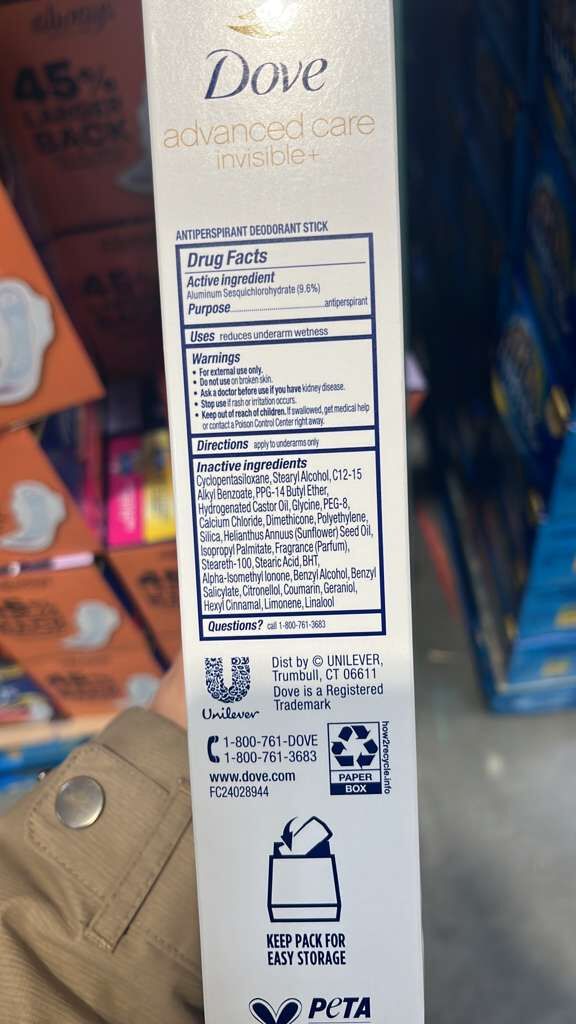 always
45%
LARGER
PACK
Dove
advanced care
invisible+
ANTIPERSPIRANT DEODORANT STICK
Drug Facts
Active ingredient
Aluminum Sesquichlorohydrate (9.6%)
Purpose..............................antiperspirant
Uses reduces underarm wetness
Warnings
• For external use only.
• Do not use on broken skin.
• Ask a doctor before use if you have kidney disease.
• Stop use if rash or irritation occurs.
• Keep out of reach of children. If swallowed, get medical help
or contact a Poison Control Center right away.
Directions apply to underarms only
Inactive ingredients
Cyclopentasiloxane, Stearyl Alcohol, C12-15
Alkyl Benzoate, PPG-14 Butyl Ether,
Hydrogenated Castor Oil, Glycine, PEG-8,
Calcium Chloride, Dimethicone, Polyethylene,
Silica, Helianthus Annuus (Sunflower) Seed Oil,
Isopropyl Palmitate, Fragrance (Parfum),
Steareth-100, Stearic Acid, BHT,
Alpha-Isomethyl Ionone, Benzyl Alcohol, Benzyl
Salicylate, Citronellol, Coumarin, Geraniol,
Hexyl Cinnamal, Limonene, Linalool
Questions? call 1-800-761-3683
Unilever
Dist by © UNILEVER,
Trumbull, CT 06611
Dove is a Registered
Trademark
1-800-761-DOVE
1-800-761-3683
www.dove.com
FC24028944
how2recycle.info
PAPER
BOX
KEEP PACK FOR
EASY STORAGE
PETA